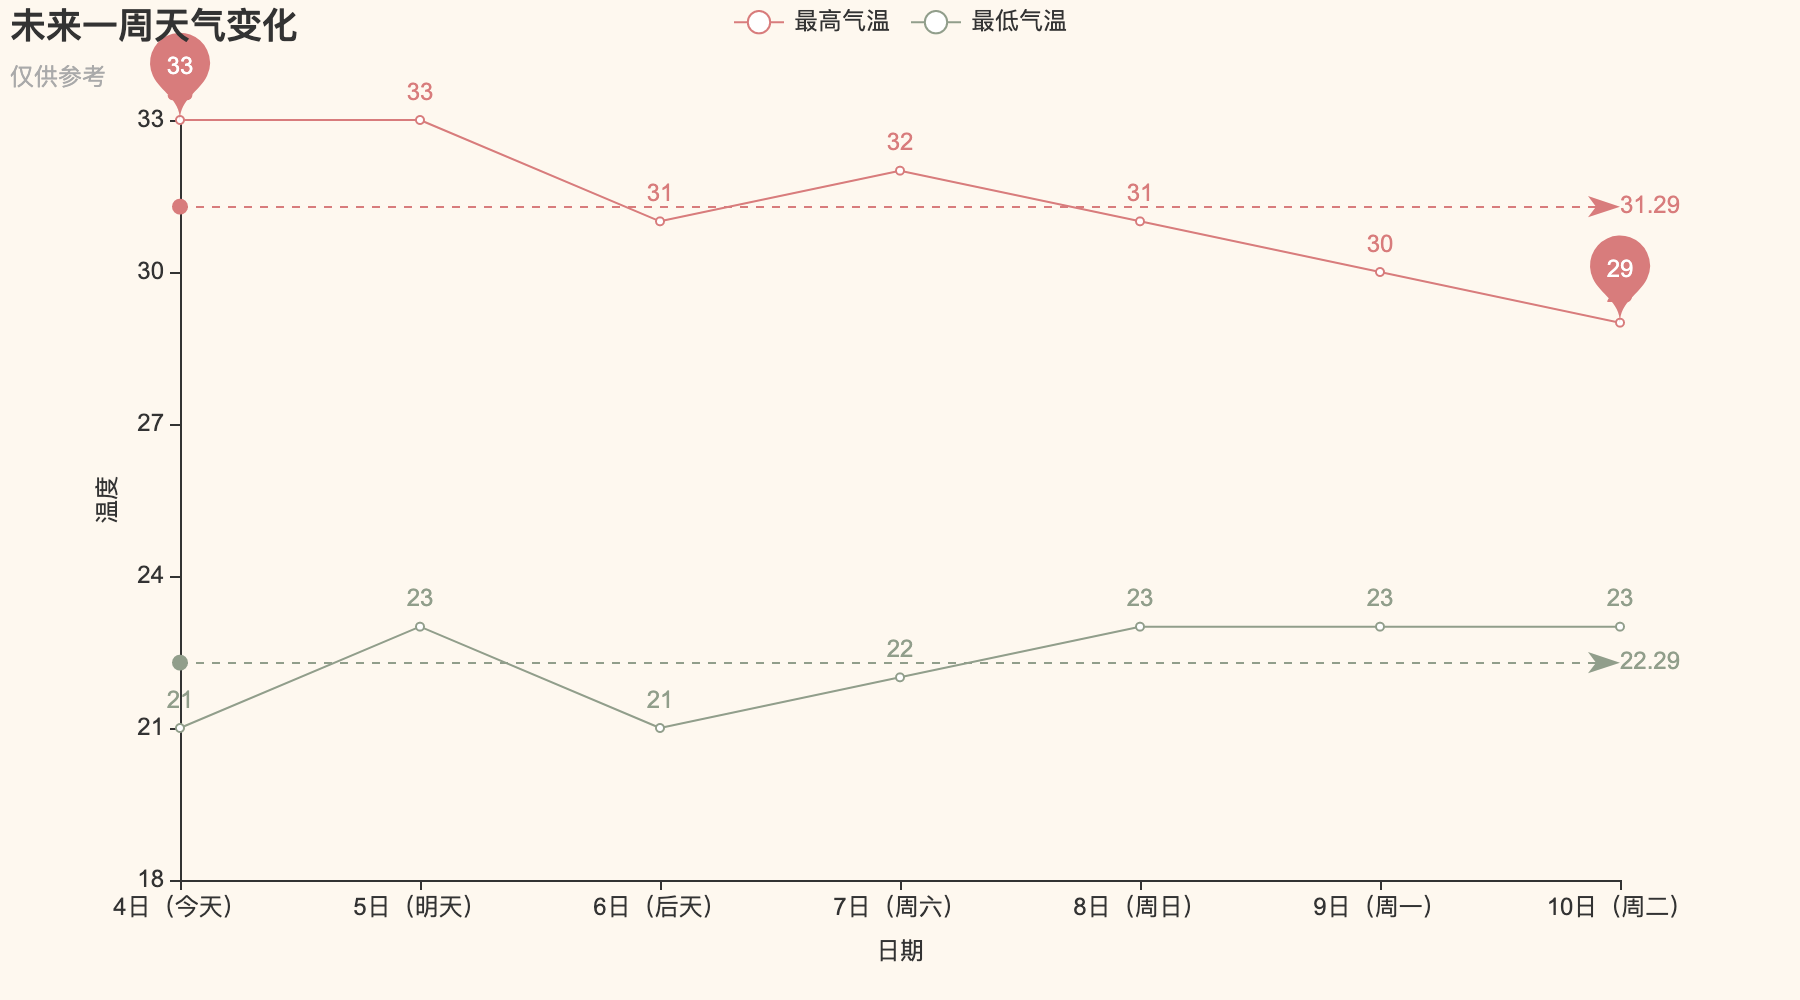 未来一周天气变化
仅供参考
最高气温
最低气温
33
33
31
32
31
30
29
31.29
33
30
27
24
21
18
温度
21
23
21
22
23
23
23
22.29
4日（今天）
5日（明天）
6日（后天）
7日（周六）
8日（周日）
9日（周一）
10日（周二）
日期